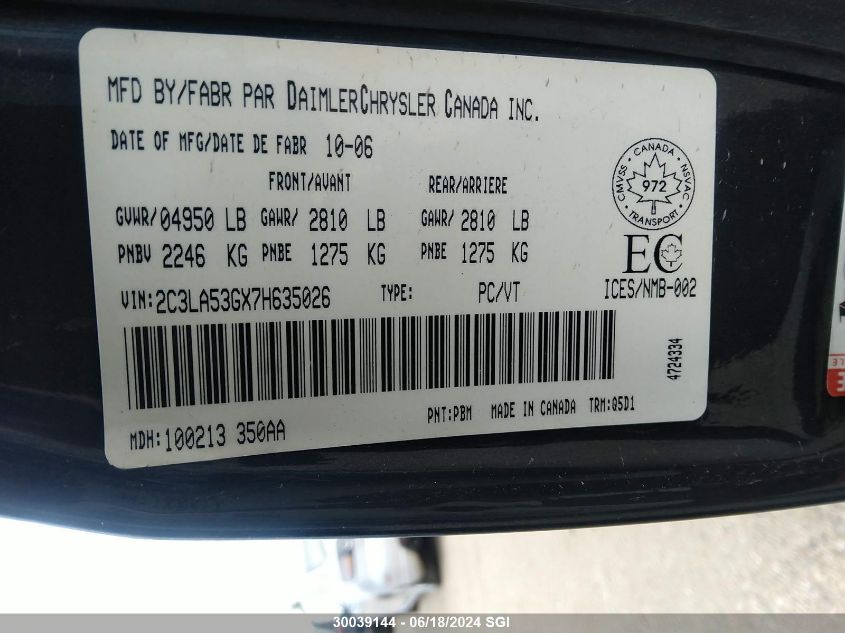 MFD BY/FABR PAR DAIMLERCHRYSLER CANADA INC.
DATE OF MFG/DATE DE FABR 10-06
FRONT/AVANT REAR/ARRIERE
GVWR/04950 LB GAWR/ 2810 LB GAWR/ 2810 LB
PNBV 2246 KG PNBE 1275 KG PNBE 1275 KG
CMVSS · CANADA · NSVAC
972
TRANSPORT
EC
ICES/NMB-002
VIN:2C3LA53GX7H635026 TYPE: PC/VT
4724334
MDH:100213 350AA PNT:PBM MADE IN CANADA TRM:Q5D1
30039144 - 06/18/2024 SGI